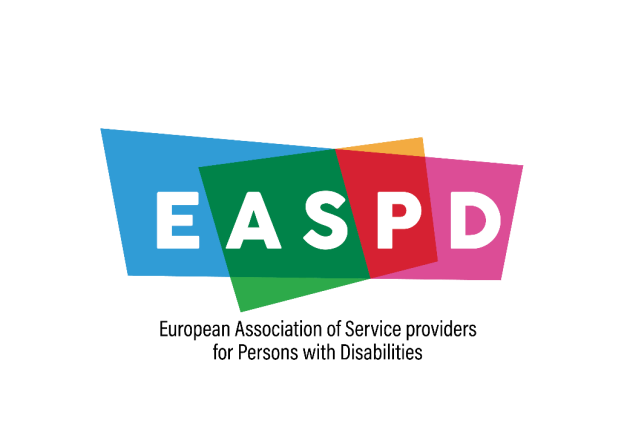 EASPD
European Association of Service providers
for Persons with Disabilities